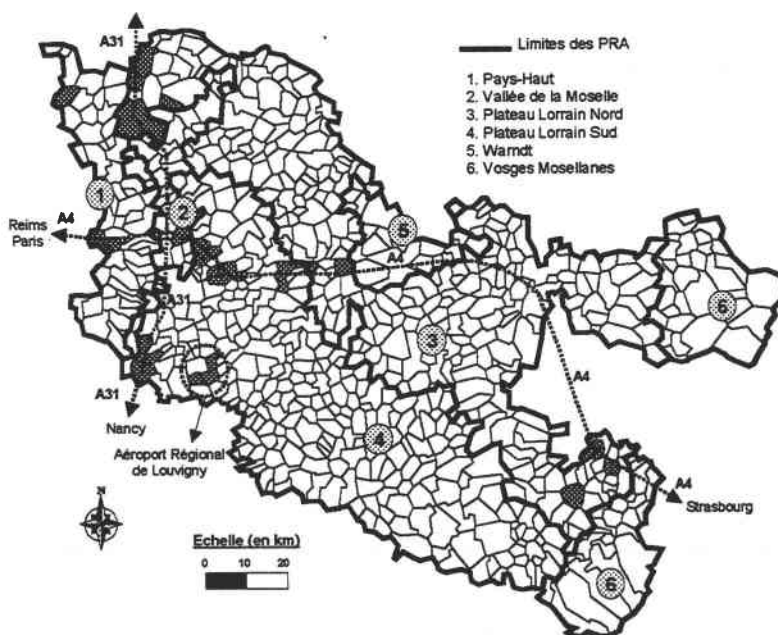 A31
Limites des PRA
1. Pays-Haut
2. Vallée de la Moselle
3. Plateau Lorrain Nord
4. Plateau Lorrain Sud
5. Warndt
6. Vosges Mosellanes
1
2
A4
Reims
Paris
5
A4
A31
3
6
A31
A4
Nancy
Aéroport Régional
de Louvigny
4
A4
Strasbourg
N
Echelle (en km)
0 10 20
6